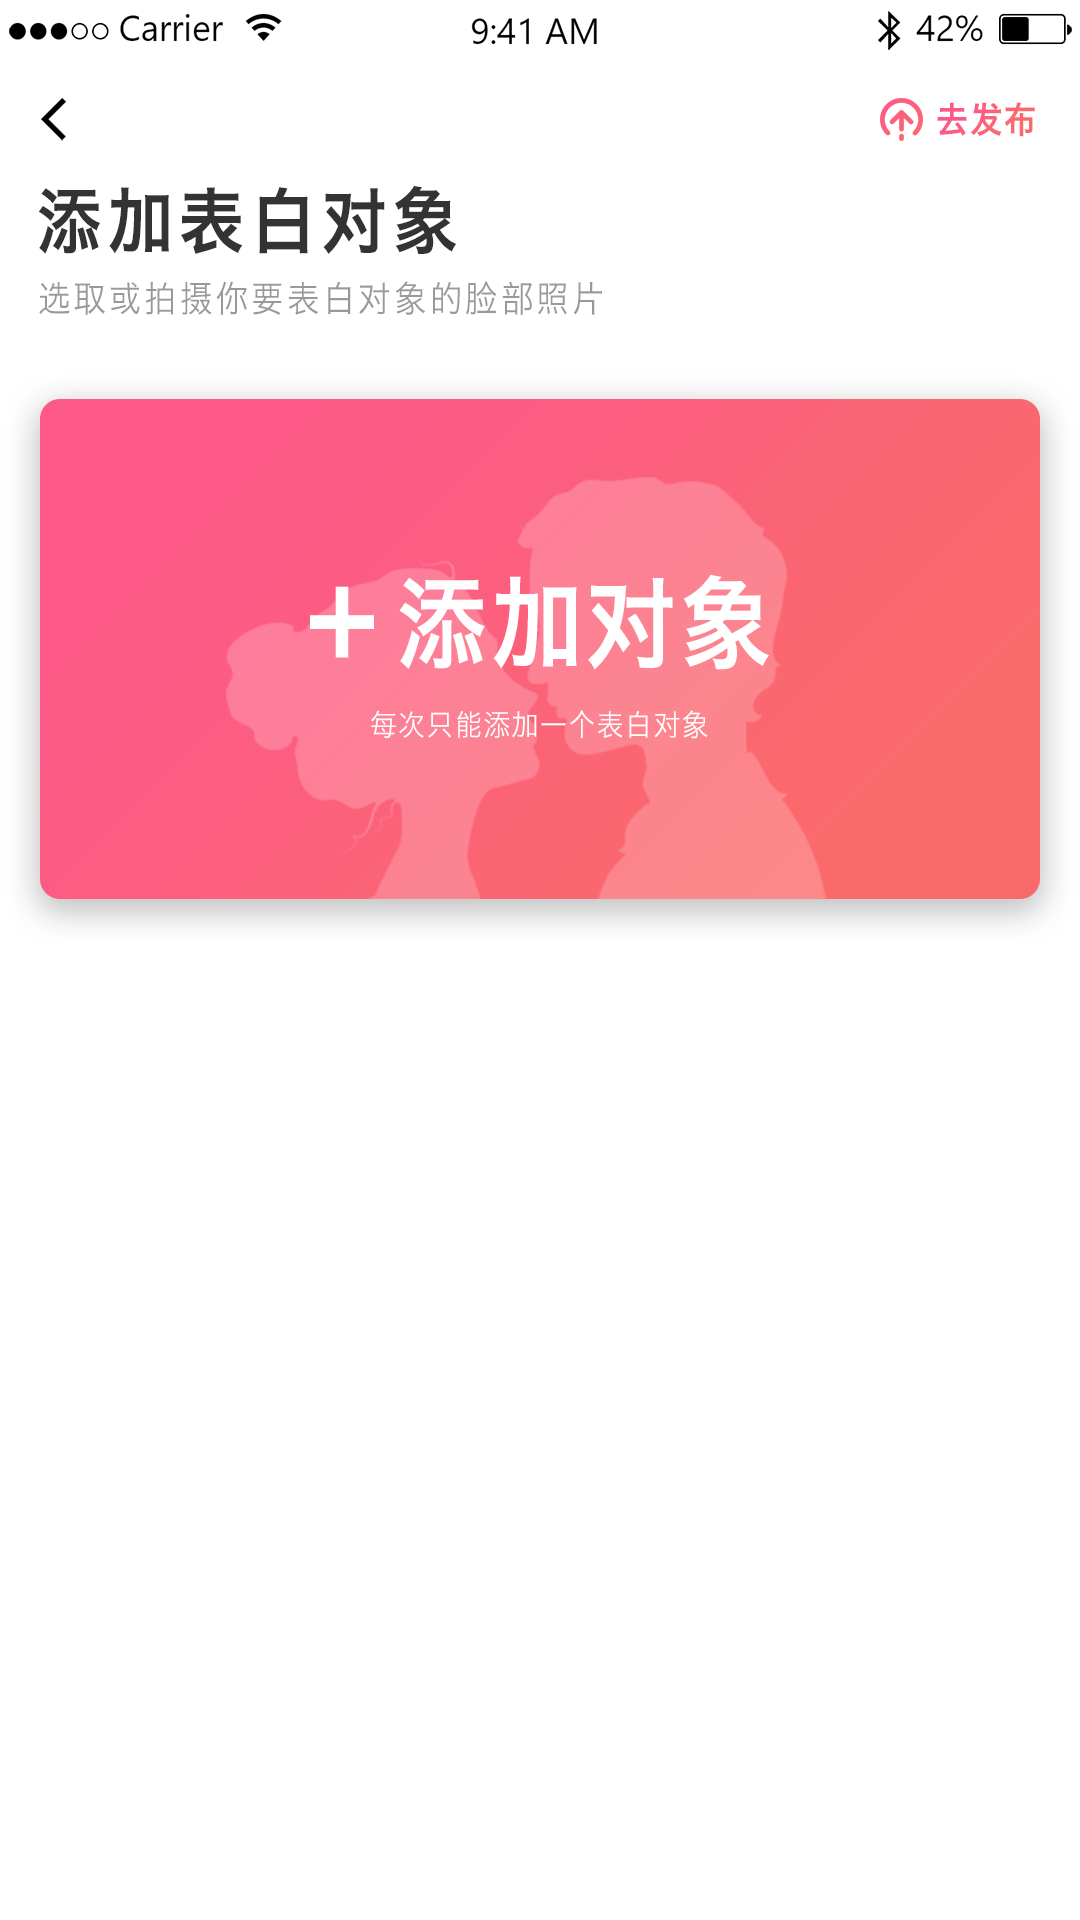 Carrier 9:41 AM 42%
去发布
添加表白对象
选取或拍摄你要表白对象的脸部照片
+ 添加对象
每次只能添加一个表白对象